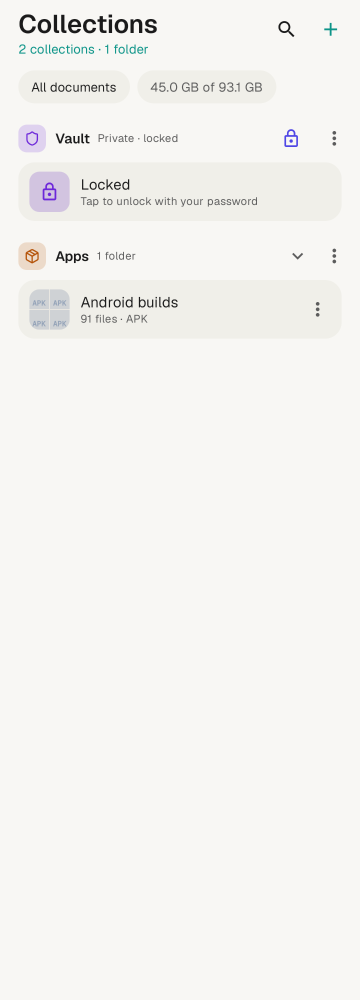 Collections
2 collections · 1 folder
All documents
45.0 GB of 93.1 GB
Vault Private · locked
Locked
Tap to unlock with your password
Apps 1 folder
Android builds
91 files · APK
APK APK
APK APK